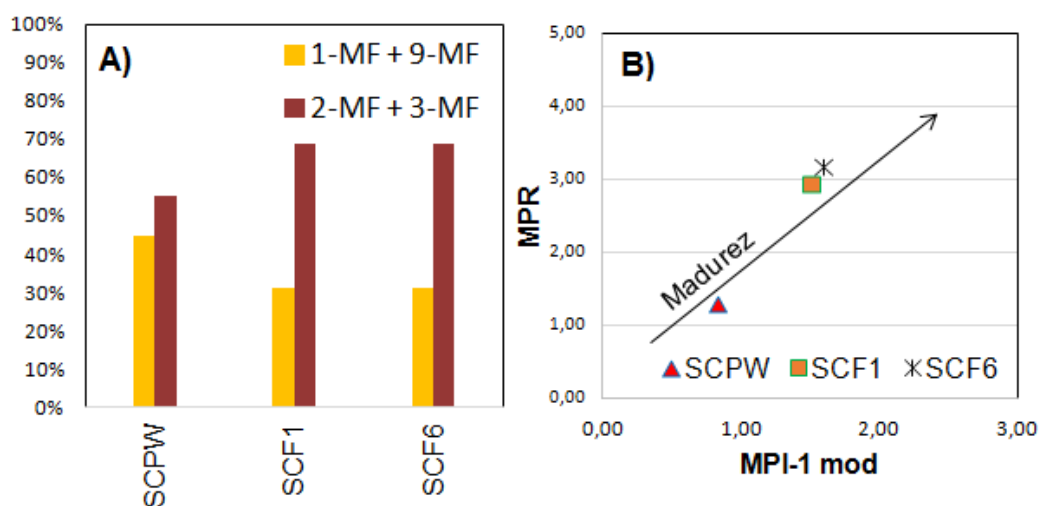 A)
1-MF + 9-MF
2-MF + 3-MF
100%
90%
80%
70%
60%
50%
40%
30%
20%
10%
0%
SCPW
SCF1
SCF6
B)
MPR
5,00
4,00
3,00
2,00
1,00
0,00
Madurez
SCPW
SCF1
SCF6
0,00
1,00
2,00
3,00
MPI-1 mod